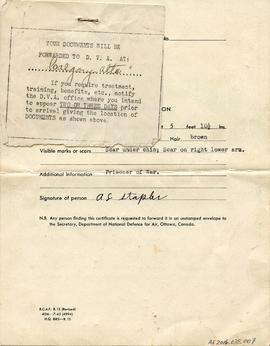 YOUR DOCUMENTS WILL BE
FORWARDED TO D. V. A. AT:
Calgary Alta.
If you require treatment,
training, benefits, etc., notify
the D.V.A. office where you intend
to appear TWO OR THREE DAYS prior
to arrival giving the location of
DOCUMENTS as shown above.
ON
5 feet 10½ ins.
Hair brown
Visible marks or scars Scar under chin; Scar on right lower arm.
Additional Information Prisoner of War.
Signature of person A S Stapler
N.B. Any person finding this certificate is requested to forward it in an unstamped envelope to
the Secretary, Department of National Defence for Air, Ottawa, Canada.
R.C.A.F. R.15 (Revised)
H.Q. 885—R.15